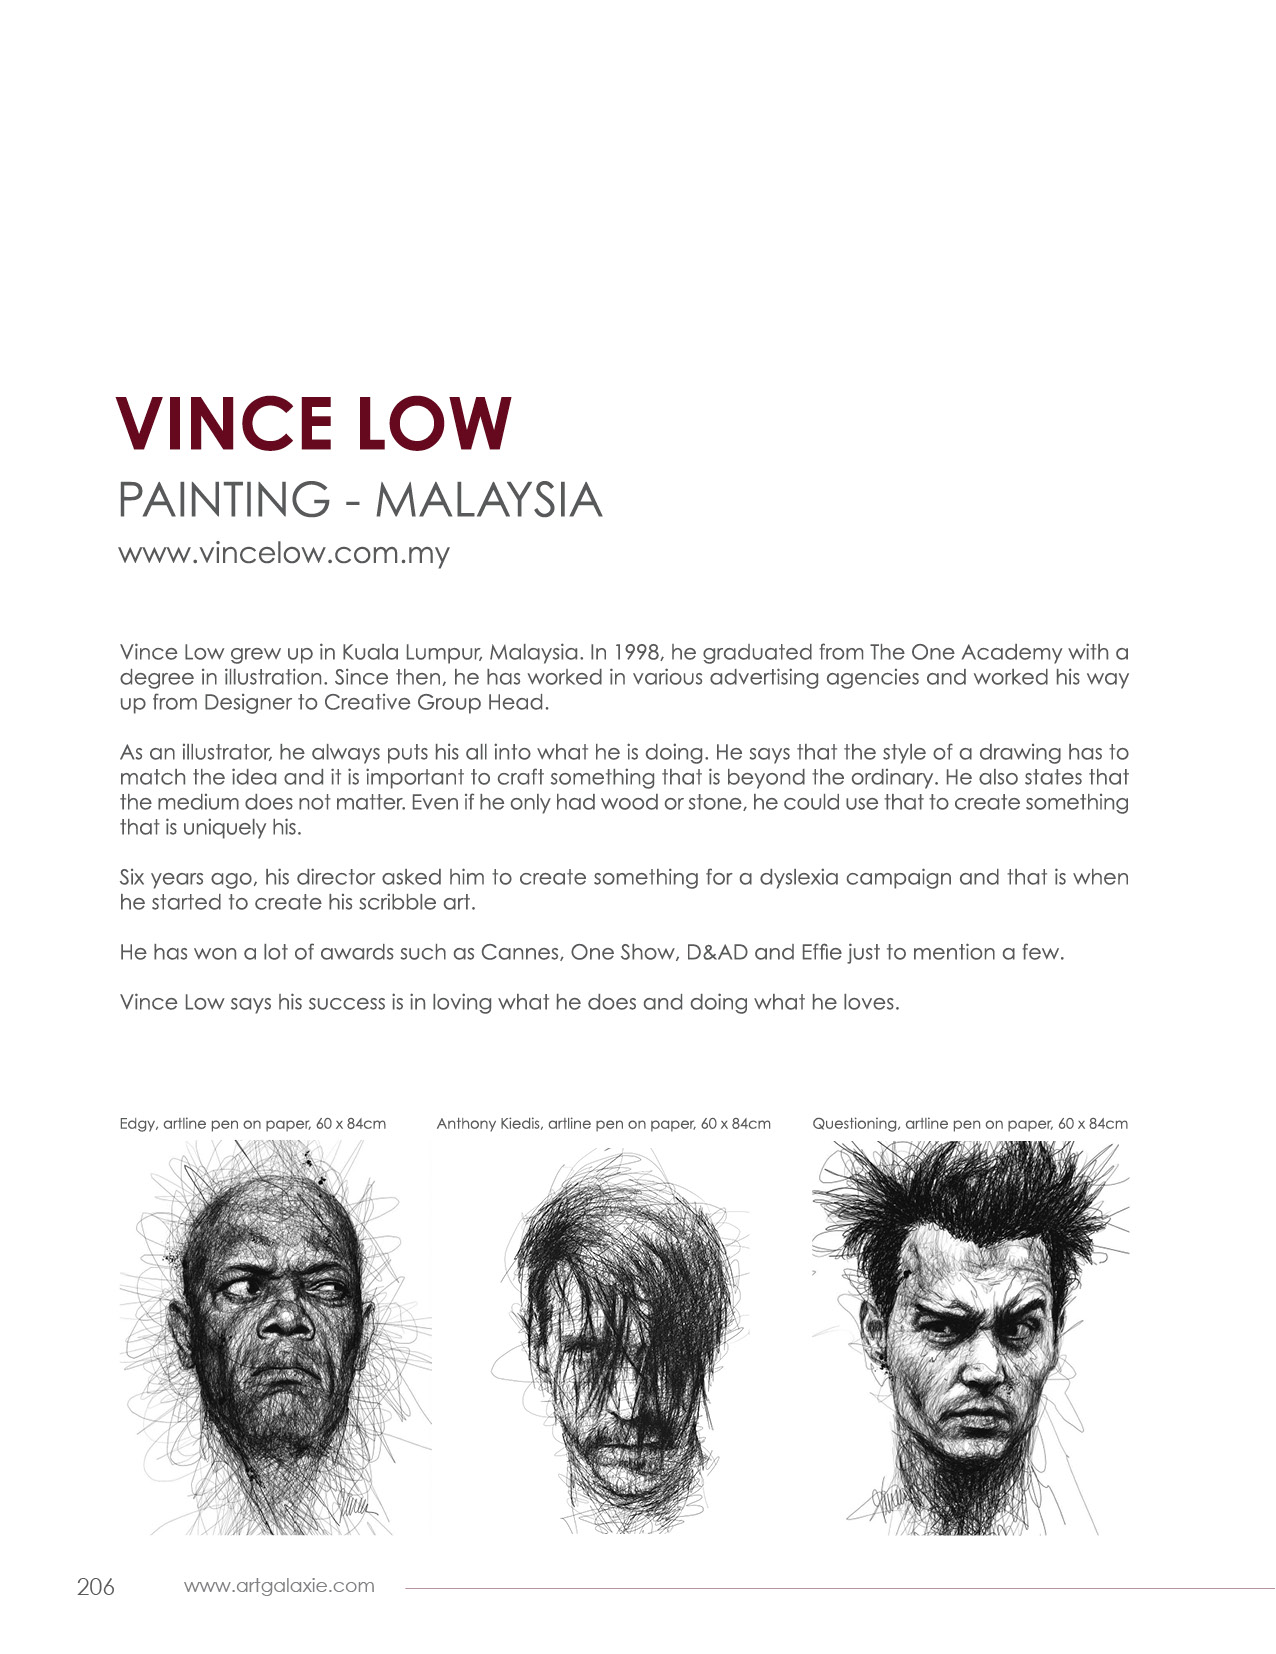 VINCE LOW
PAINTING - MALAYSIA
www.vincelow.com.my
Vince Low grew up in Kuala Lumpur, Malaysia. In 1998, he graduated from The One Academy with a
degree in illustration. Since then, he has worked in various advertising agencies and worked his way
up from Designer to Creative Group Head.
As an illustrator, he always puts his all into what he is doing. He says that the style of a drawing has to
match the idea and it is important to craft something that is beyond the ordinary. He also states that
the medium does not matter. Even if he only had wood or stone, he could use that to create something
that is uniquely his.
Six years ago, his director asked him to create something for a dyslexia campaign and that is when
he started to create his scribble art.
He has won a lot of awards such as Cannes, One Show, D&AD and Effie just to mention a few.
Vince Low says his success is in loving what he does and doing what he loves.
Edgy, artline pen on paper, 60 x 84cm
Anthony Kiedis, artline pen on paper, 60 x 84cm
Questioning, artline pen on paper, 60 x 84cm
206
www.artgalaxie.com